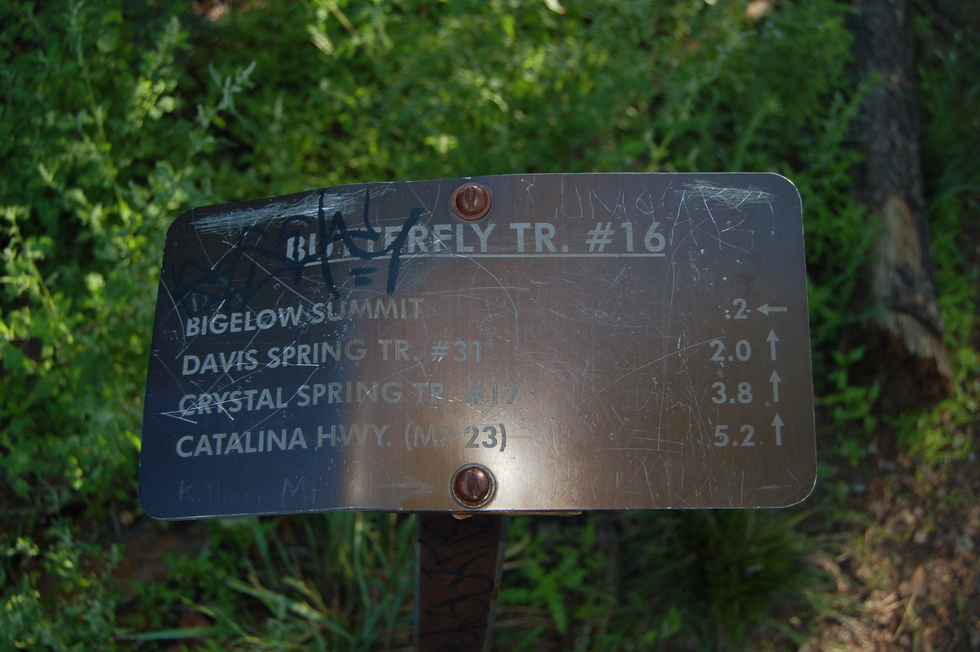 BUTTERFLY TR. #16
BIGELOW SUMMIT .2 ←
DAVIS SPRING TR. #31 2.0 ↑
CRYSTAL SPRING TR. #17 3.8 ↑
CATALINA HWY. (MP 23) 5.2 ↑